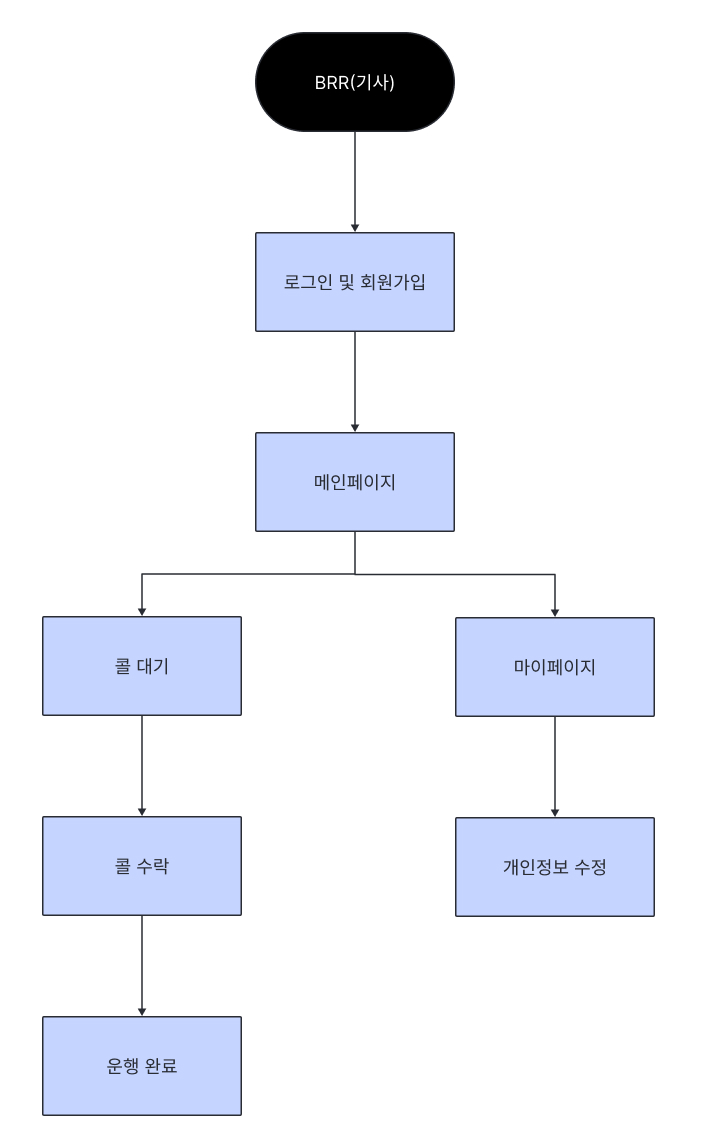 BRR(기사)
로그인 및 회원가입
메인페이지
콜 대기
마이페이지
콜 수락
개인정보 수정
운행 완료